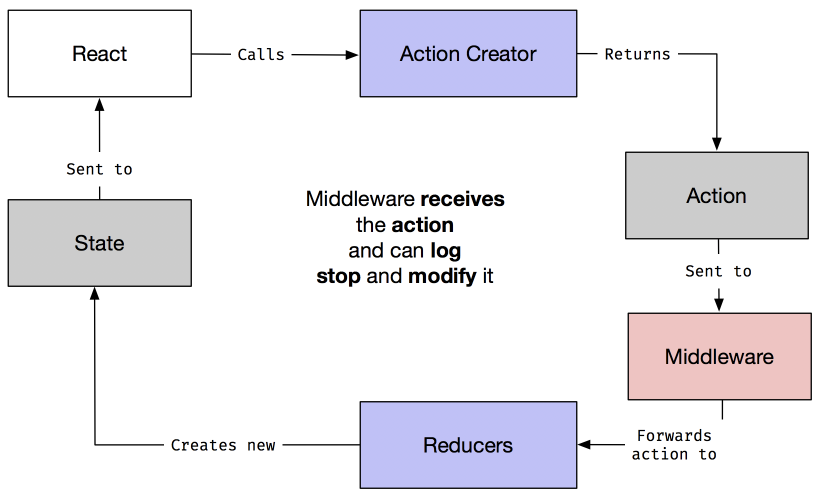 React
Calls
Action Creator
Returns
Action
Sent to
Middleware
Forwards
action to
Reducers
Creates new
State
Sent to
Middleware receives
the action
and can log
stop and modify it